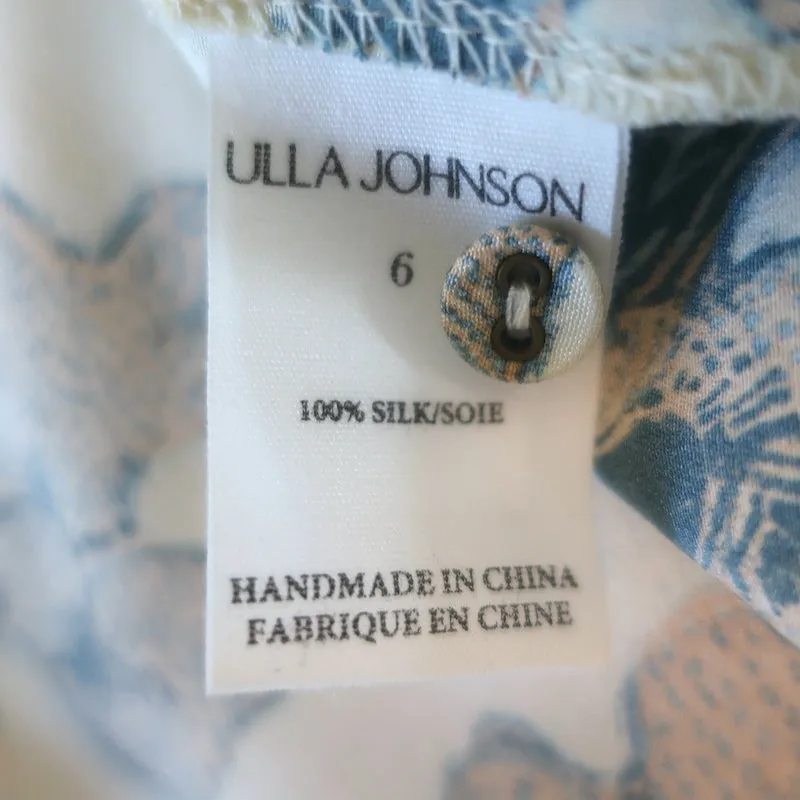 ULLA JOHNSON
6
100% SILK/SOIE
HANDMADE IN CHINA
FABRIQUE EN CHINE